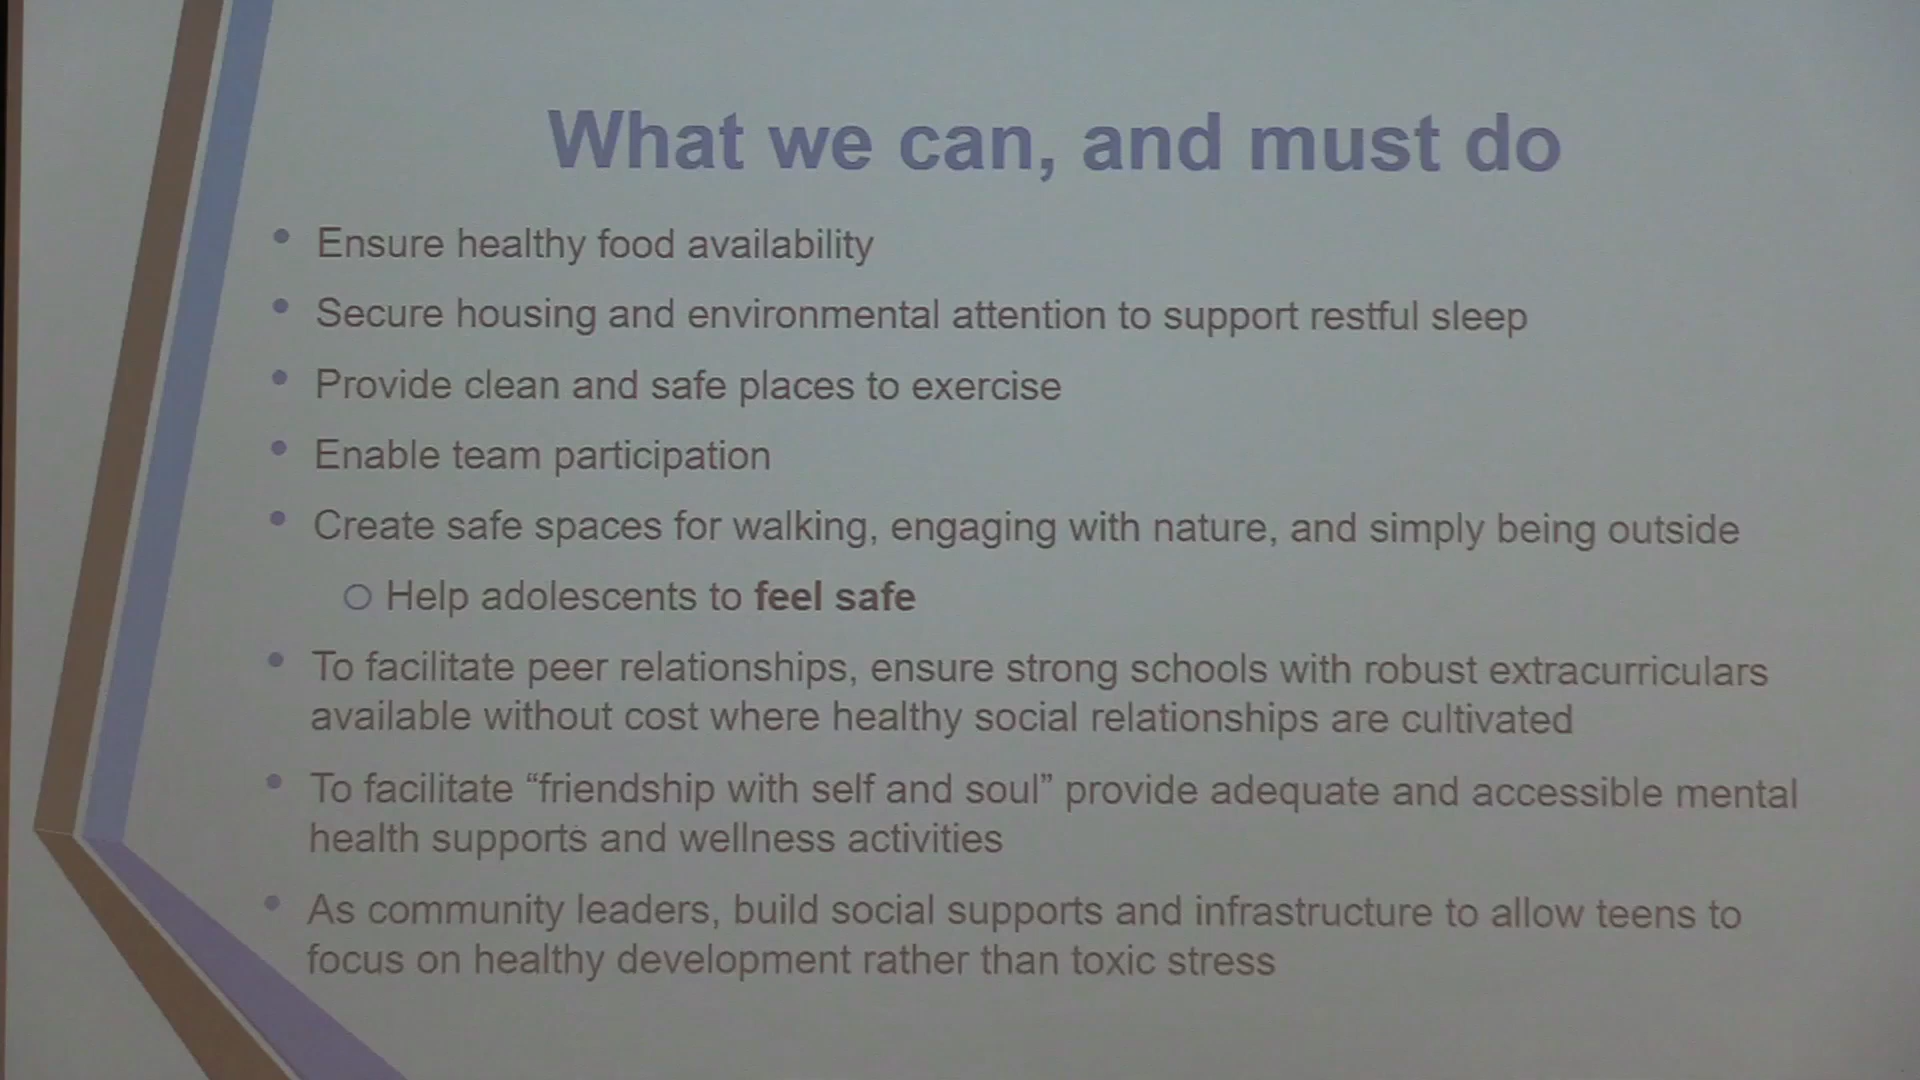 What we can, and must do
• Ensure healthy food availability
• Secure housing and environmental attention to support restful sleep
• Provide clean and safe places to exercise
• Enable team participation
• Create safe spaces for walking, engaging with nature, and simply being outside
○ Help adolescents to feel safe
• To facilitate peer relationships, ensure strong schools with robust extracurriculars
available without cost where healthy social relationships are cultivated
• To facilitate “friendship with self and soul” provide adequate and accessible mental
health supports and wellness activities
• As community leaders, build social supports and infrastructure to allow teens to
focus on healthy development rather than toxic stress